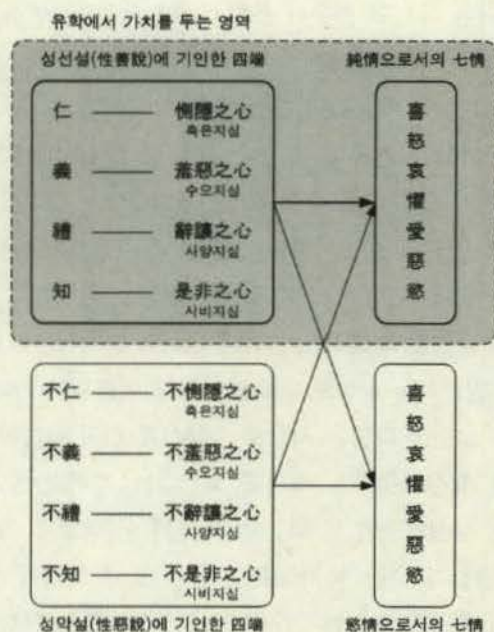 유학에서 가치를 두는 영역
성선설(性善說)에 기인한 四端
仁 惻隱之心
측은지심
義 羞惡之心
수오지심
禮 辭讓之心
사양지심
知 是非之心
시비지심
純情으로서의 七情
喜
怒
哀
懼
愛
惡
慾
不仁 不惻隱之心
측은지심
不義 不羞惡之心
수오지심
不禮 不辭讓之心
사양지심
不知 不是非之心
시비지심
성악설(性惡說)에 기인한 四端
喜
怒
哀
懼
愛
惡
慾
慾情으로서의 七情